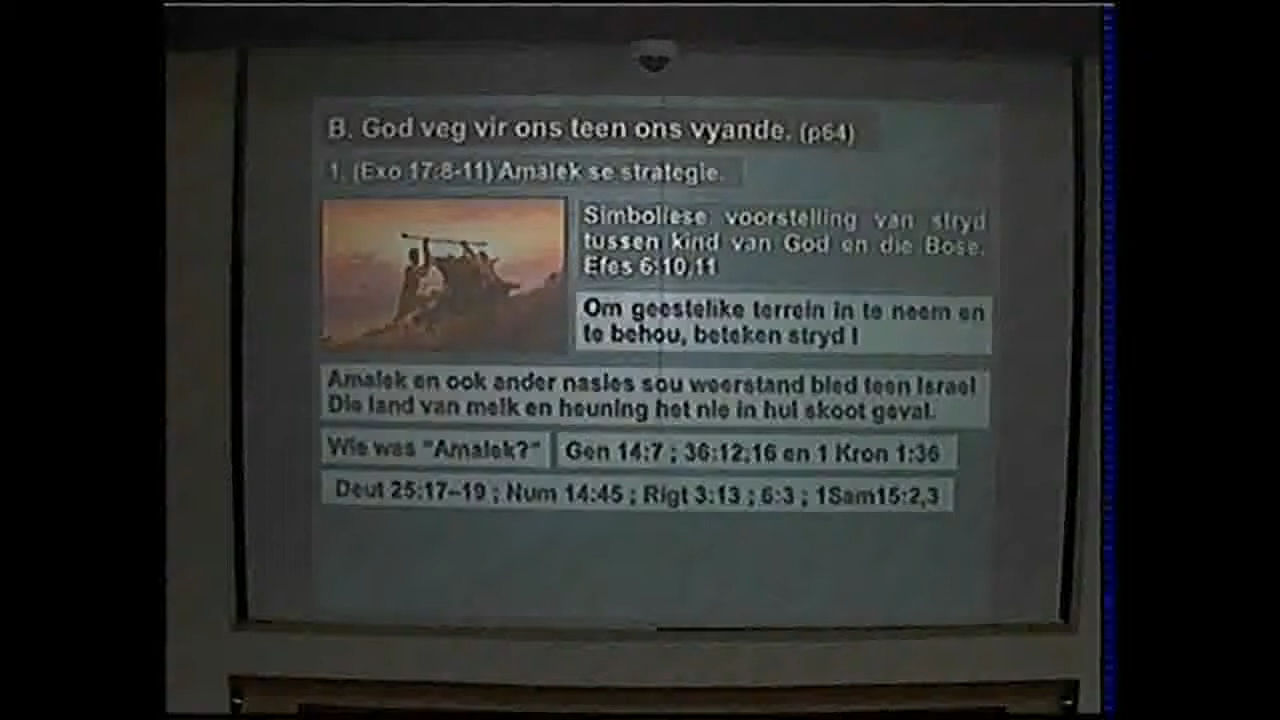 B. God veg vir ons teen ons vyande. (p64)
1. (Exo 17:8-11) Amalek se strategie.
Simboliese voorstelling van stryd
tussen kind van God en die Bose.
Efes 6:10,11
Om geestelike terrein in te neem en
te behou, beteken stryd !
Amalek en ook ander nasies sou weerstand bied teen Israel
Die land van melk en heuning het nie in hul skoot geval.
Wie was "Amalek?" Gen 14:7 ; 36:12,16 en 1 Kron 1:36
Deut 25:17–19 ; Num 14:45 ; Rigt 3:13 ; 6:3 ; 1Sam15:2,3